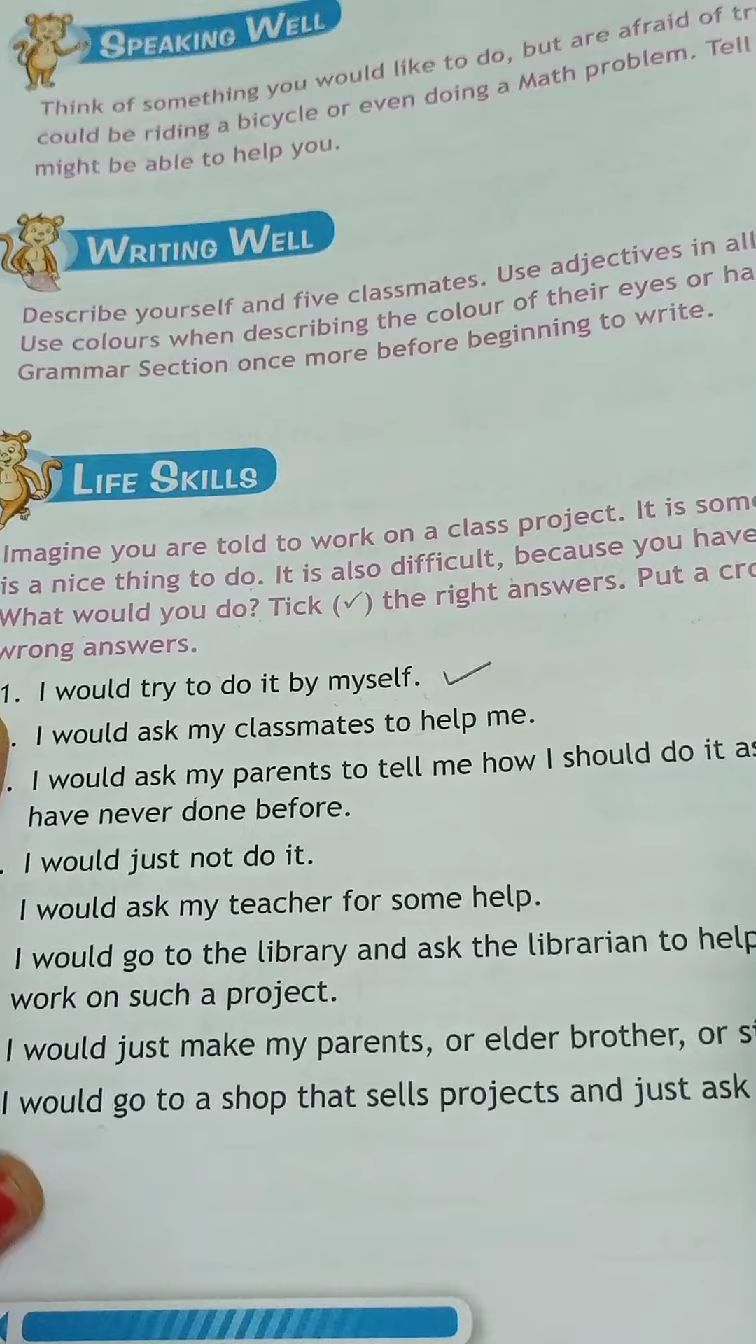 SPEAKING WELL
Think of something you would like to do, but are afraid of
could be riding a bicycle or even doing a Math problem. Tell
might be able to help you.
WRITING WELL
Describe yourself and five classmates. Use adjectives in all
Use colours when describing the colour of their eyes or
Grammar Section once more before beginning to write.
LIFE SKILLS
Imagine you are told to work on a class project. It is
is a nice thing to do. It is also difficult, because you have
What would you do? Tick (✓) the right answers. Put a
wrong answers.
1. I would try to do it by myself. ✓
. I would ask my classmates to help me.
. I would ask my parents to tell me how I should do it
have never done before.
. I would just not do it.
I would ask my teacher for some help.
I would go to the library and ask the librarian to help
work on such a project.
I would just make my parents, or elder brother, or
I would go to a shop that sells projects and just ask